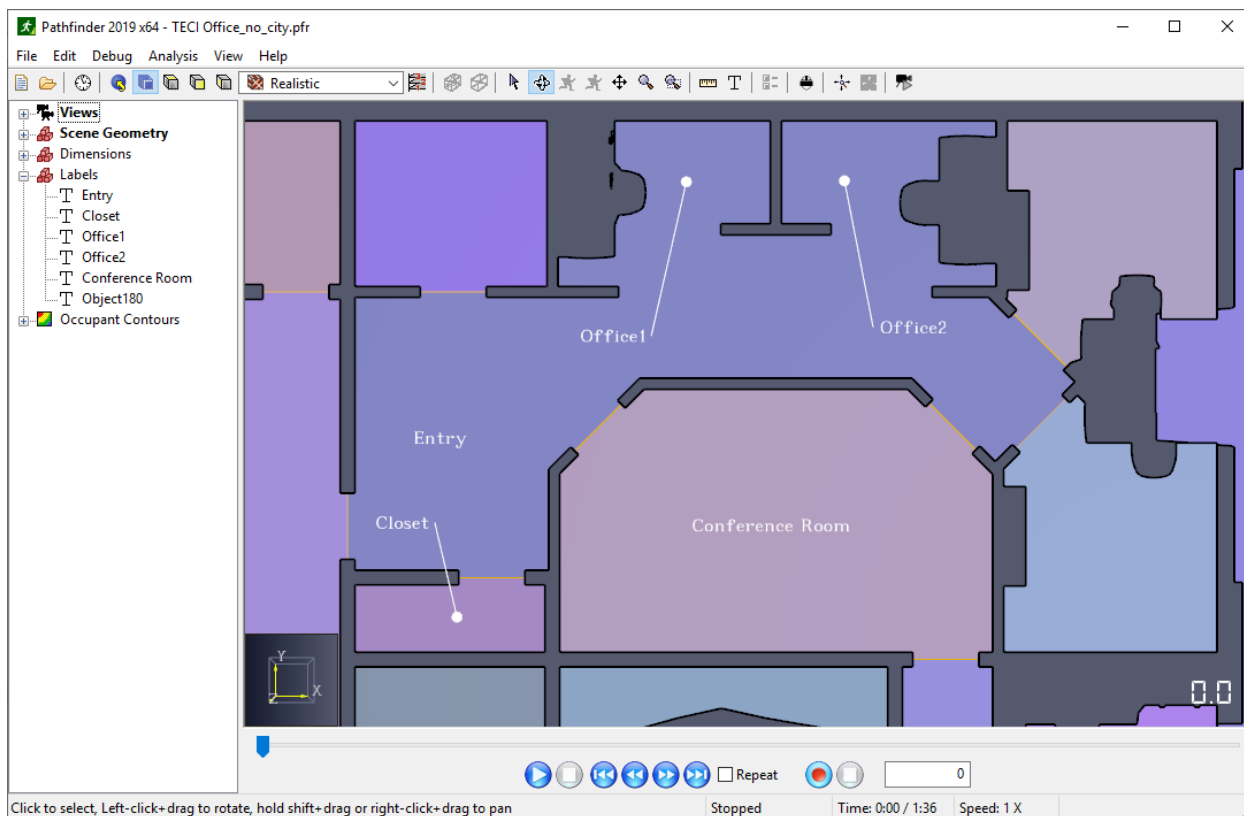 Pathfinder 2019 x64 - TECI Office_no_city.pfr
File Edit Debug Analysis View Help
Realistic
Views
Scene Geometry
Dimensions
Labels
Entry
Closet
Office1
Office2
Conference Room
Object180
Occupant Contours
Office1
Office2
Entry
Closet
Conference Room
Y
X
Z
0.0
Repeat
0
Click to select, Left-click+drag to rotate, hold shift+drag or right-click+drag to pan
Stopped
Time: 0:00 / 1:36
Speed: 1 X